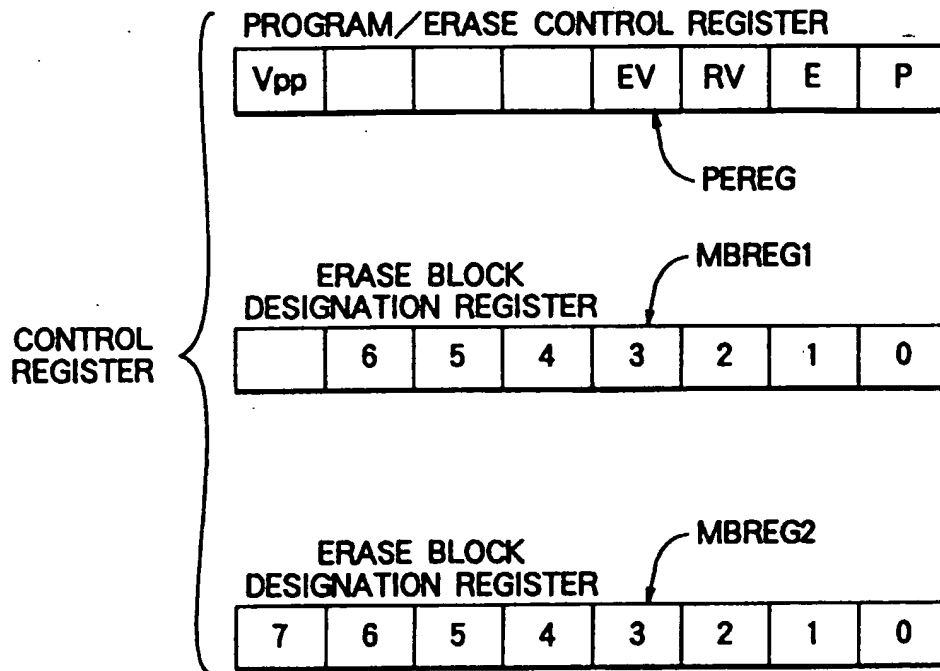 PROGRAM/ERASE CONTROL REGISTER
Vpp EV RV E P
PEREG
MBREG1
ERASE BLOCK
DESIGNATION REGISTER
6 5 4 3 2 1 0
CONTROL
REGISTER
MBREG2
ERASE BLOCK
DESIGNATION REGISTER
7 6 5 4 3 2 1 0